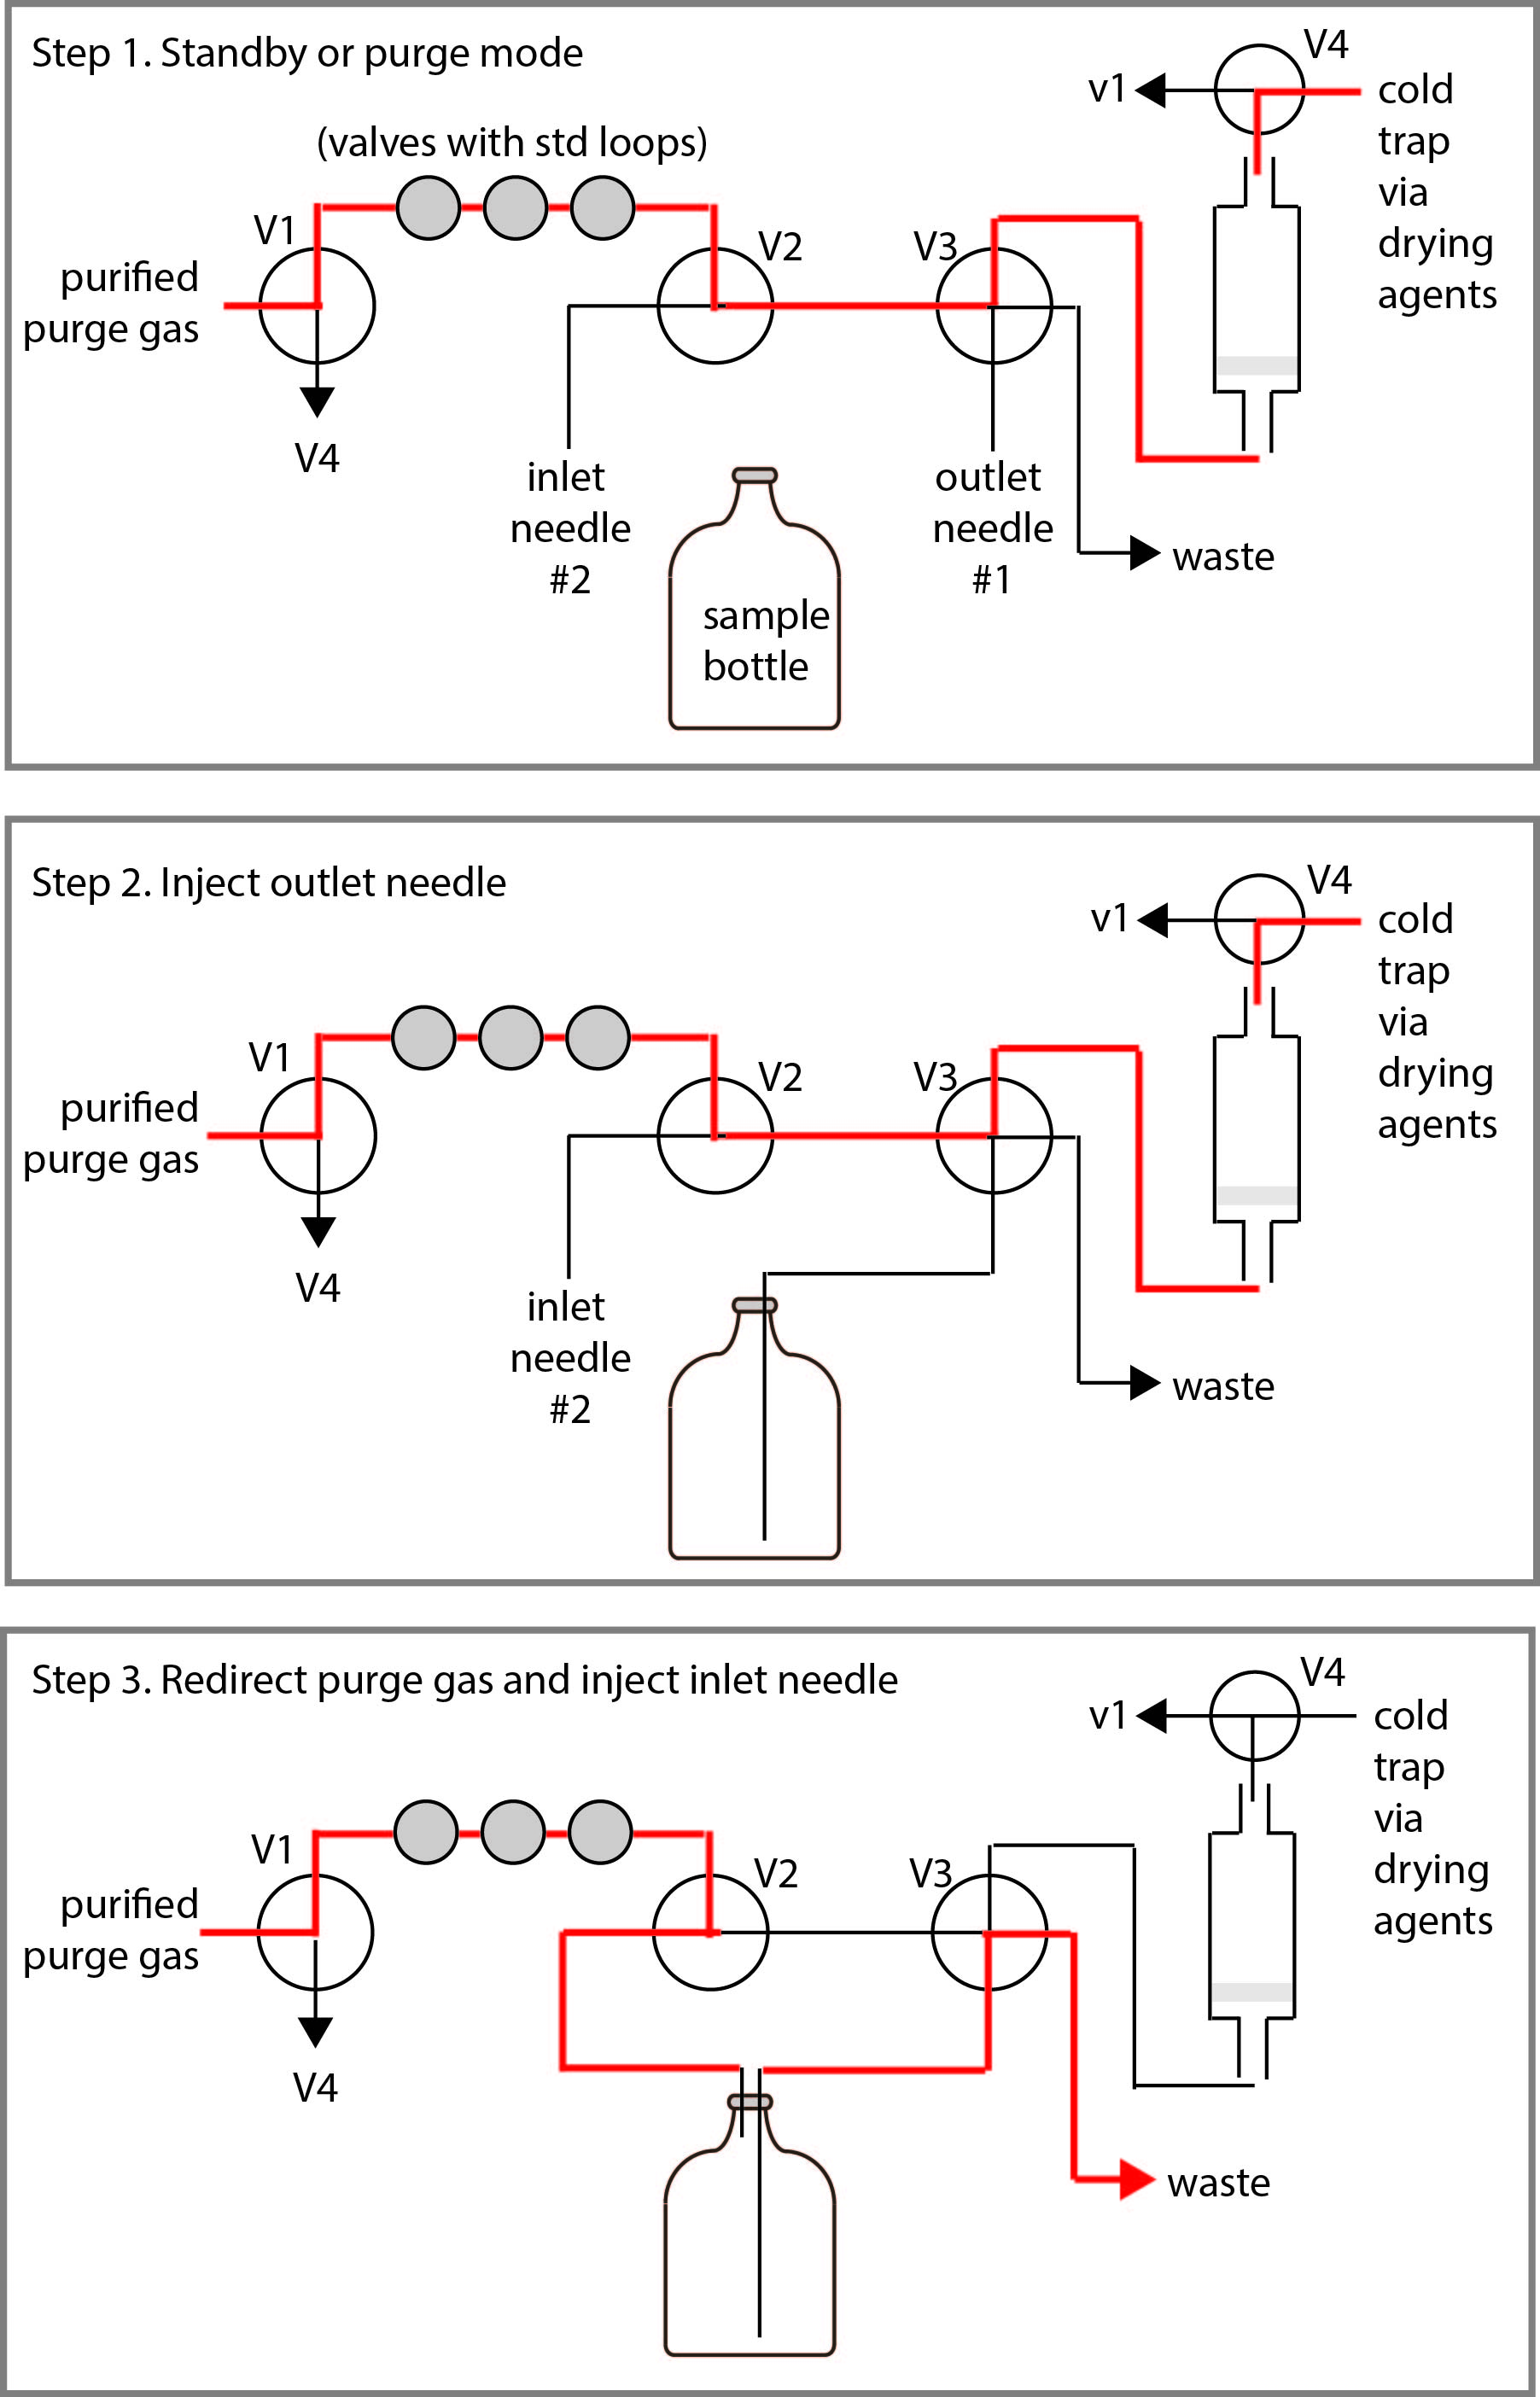 Step 1. Standby or purge mode
V4
v1
cold
trap
via
drying
agents
(valves with std loops)
V1
V2
V3
purified
purge gas
V4
inlet
needle
#2
outlet
needle
#1
waste
sample
bottle
Step 2. Inject outlet needle
V4
v1
cold
trap
via
drying
agents
V1
V2
V3
purified
purge gas
V4
inlet
needle
#2
waste
Step 3. Redirect purge gas and inject inlet needle
V4
v1
cold
trap
via
drying
agents
V1
V2
V3
purified
purge gas
V4
waste